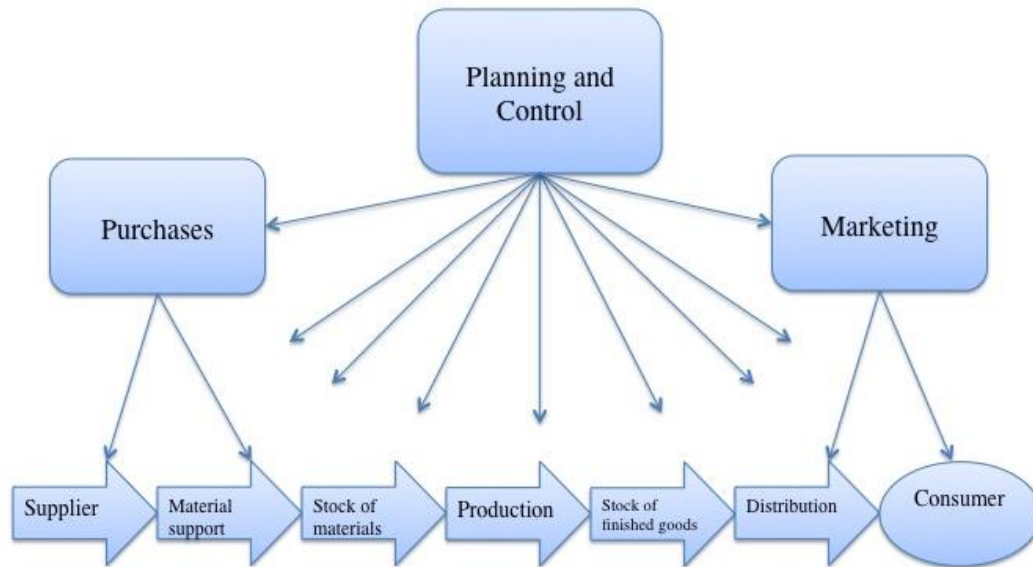 Planning and
Control
Purchases
Marketing
Supplier
Material
support
Stock of
materials
Production
Stock of
finished goods
Distribution
Consumer